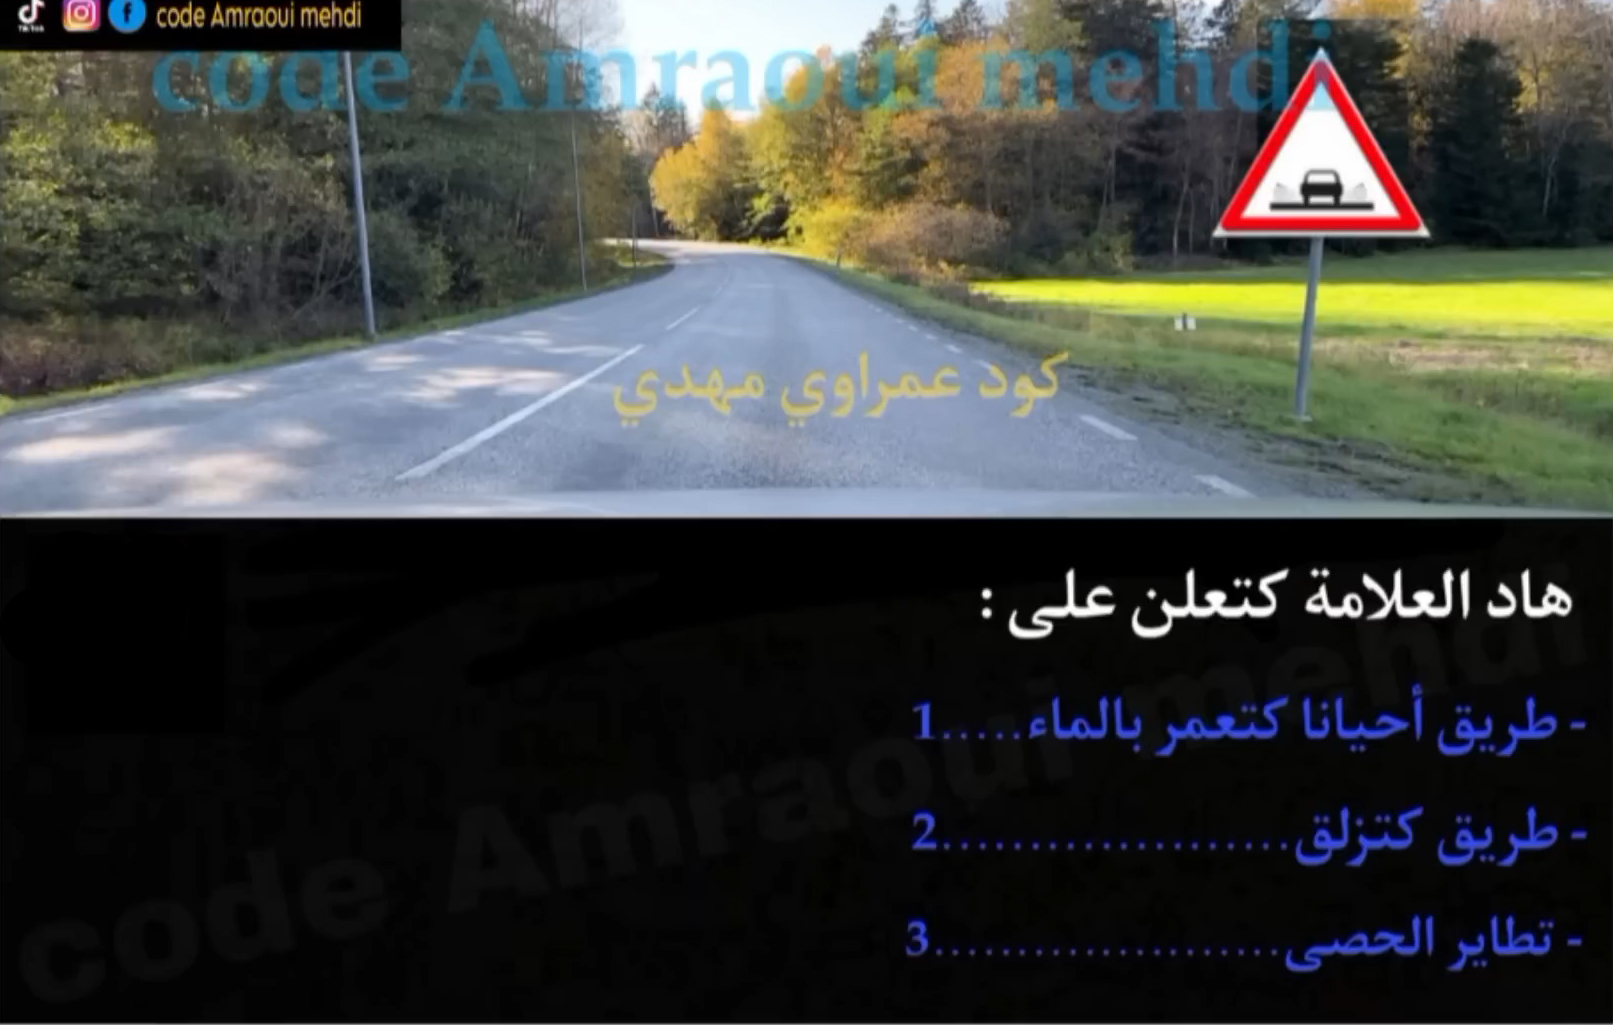 code Amraoui mehdi
code Amraoui mehdi
كود عمراوي مهدي
هاد العلامة كتعلن على :
- طريق أحيانا كتعمر بالماء.....1
- طريق كتزلق....................2
- تطاير الحصى....................3
code Amraoui mehdi